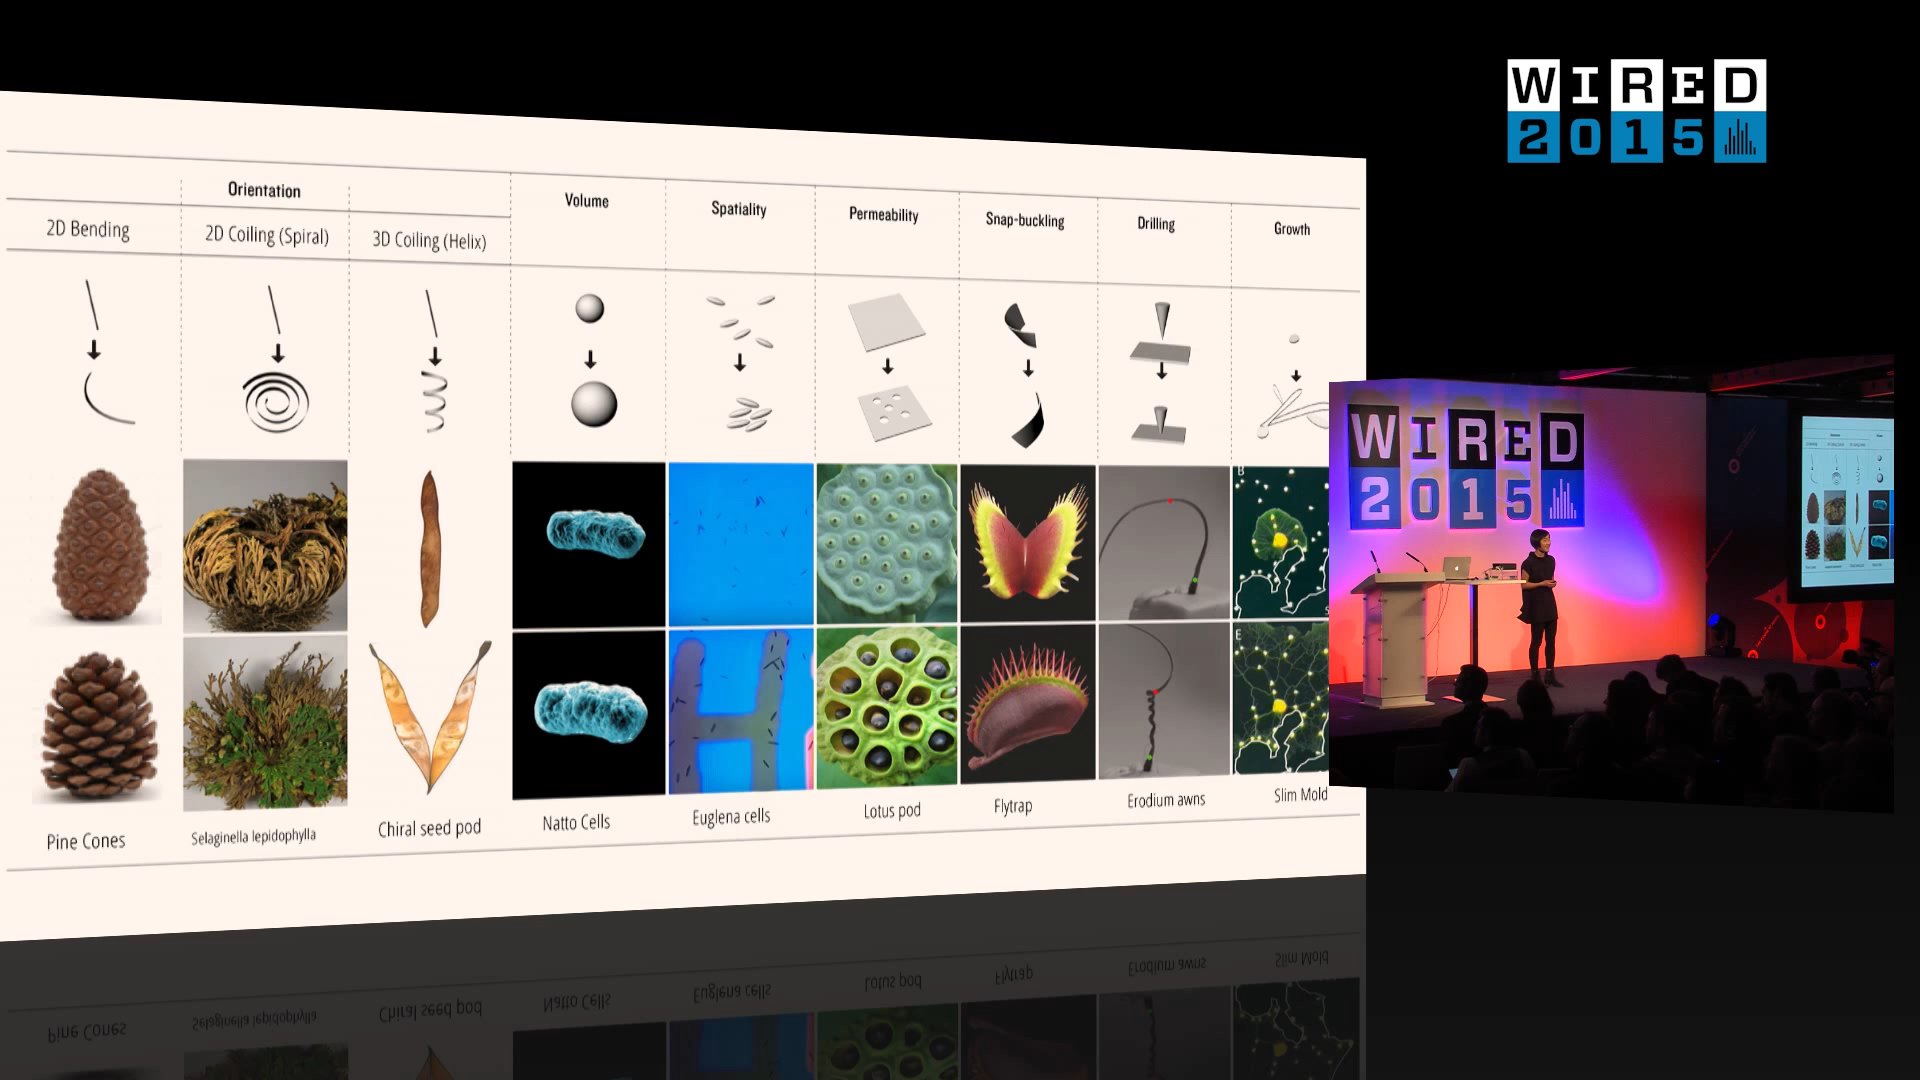 WIRED
2015
Orientation
Volume
Spatiality
Permeability
Snap-buckling
Drilling
Growth
2D Bending
2D Coiling (Spiral)
3D Coiling (Helix)
B
E
Pine Cones
Selaginella lepidophylla
Chiral seed pod
Natto Cells
Euglena cells
Lotus pod
Flytrap
Erodium awns
Slim Mold
WIRED
2015